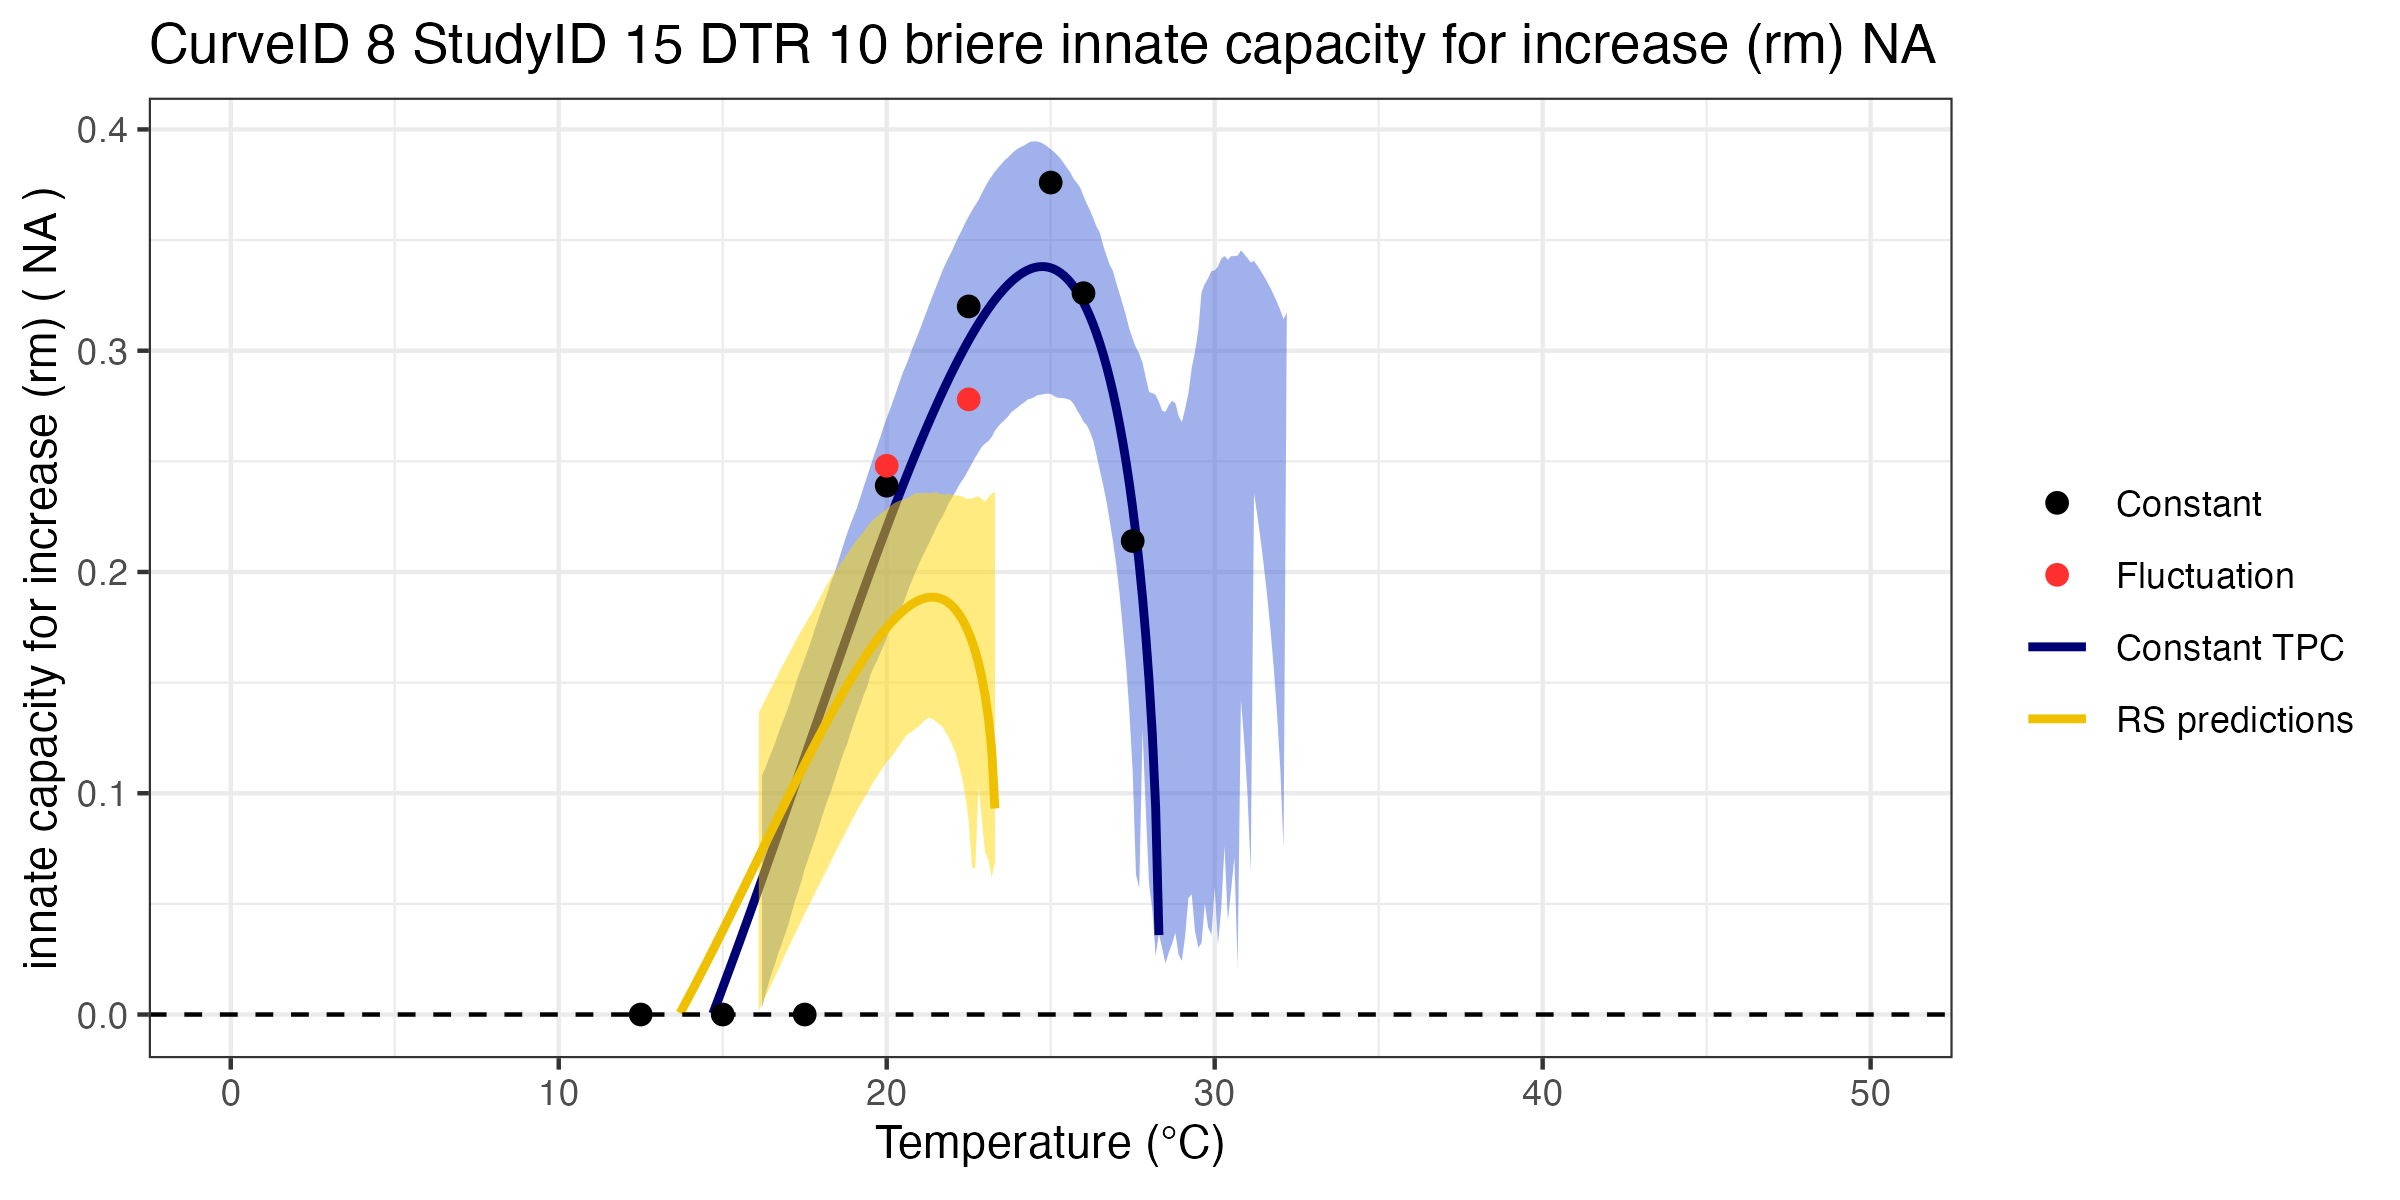 CurveID 8 StudyID 15 DTR 10 briere innate capacity for increase (rm) NA
innate capacity for increase (rm) ( NA )
0.4
0.3
0.2
0.1
0.0
0 10 20 30 40 50
Temperature (°C)
Constant
Fluctuation
Constant TPC
RS predictions